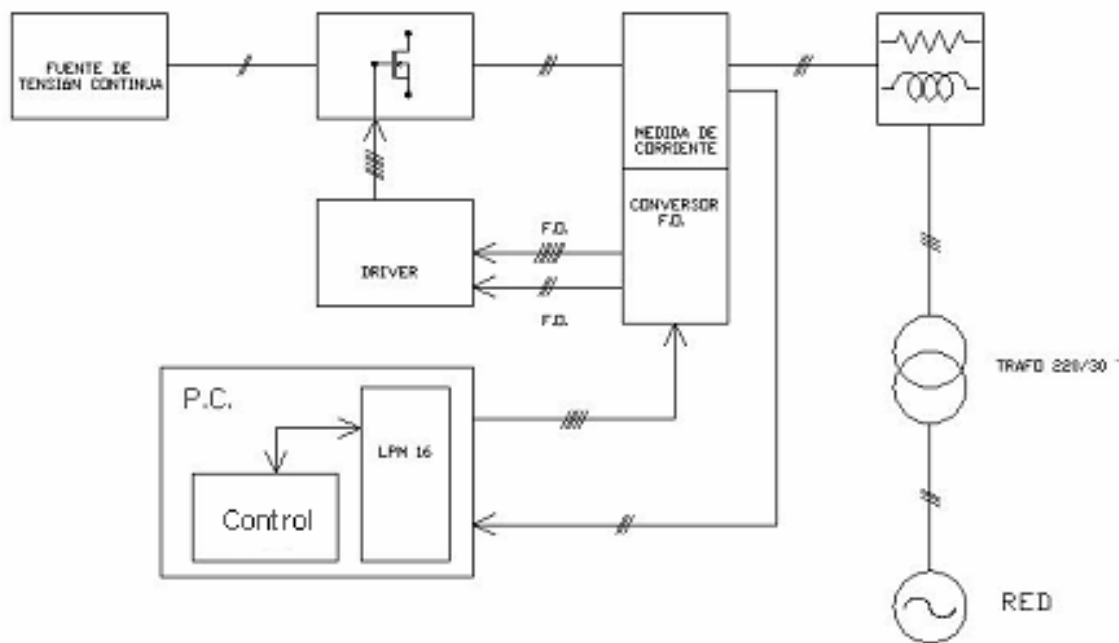 FUENTE DE
TENSIÓN CONTINUA
MEDIDA DE
CORRIENTE
CONVERSOR
F.O.
F.O.
DRIVER
F.O.
TRAFO 220/30
P.C.
LPM 16
Control
RED